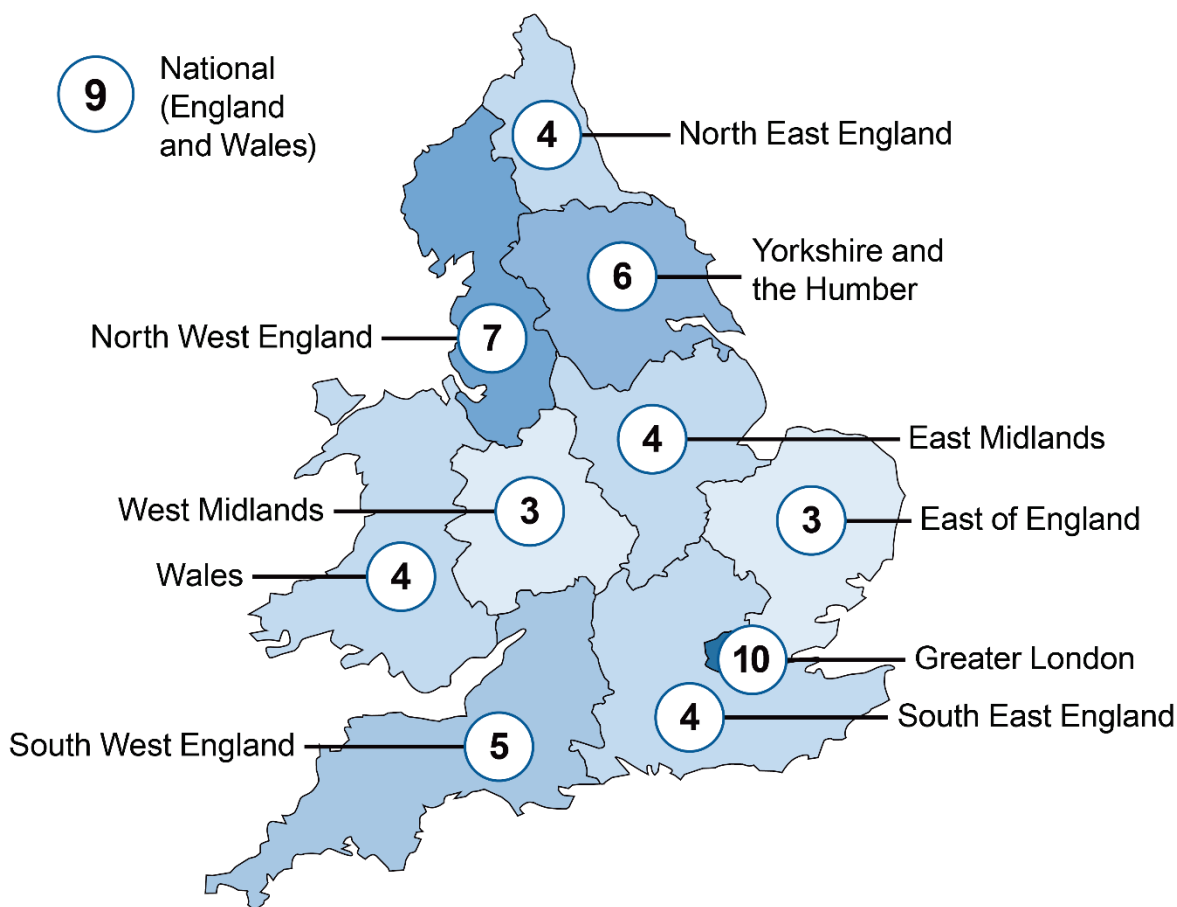 9
National
(England
and Wales)
4
North East England
6
Yorkshire and
the Humber
North West England
7
4
East Midlands
West Midlands
3
3
East of England
Wales
4
10
Greater London
4
South East England
South West England
5